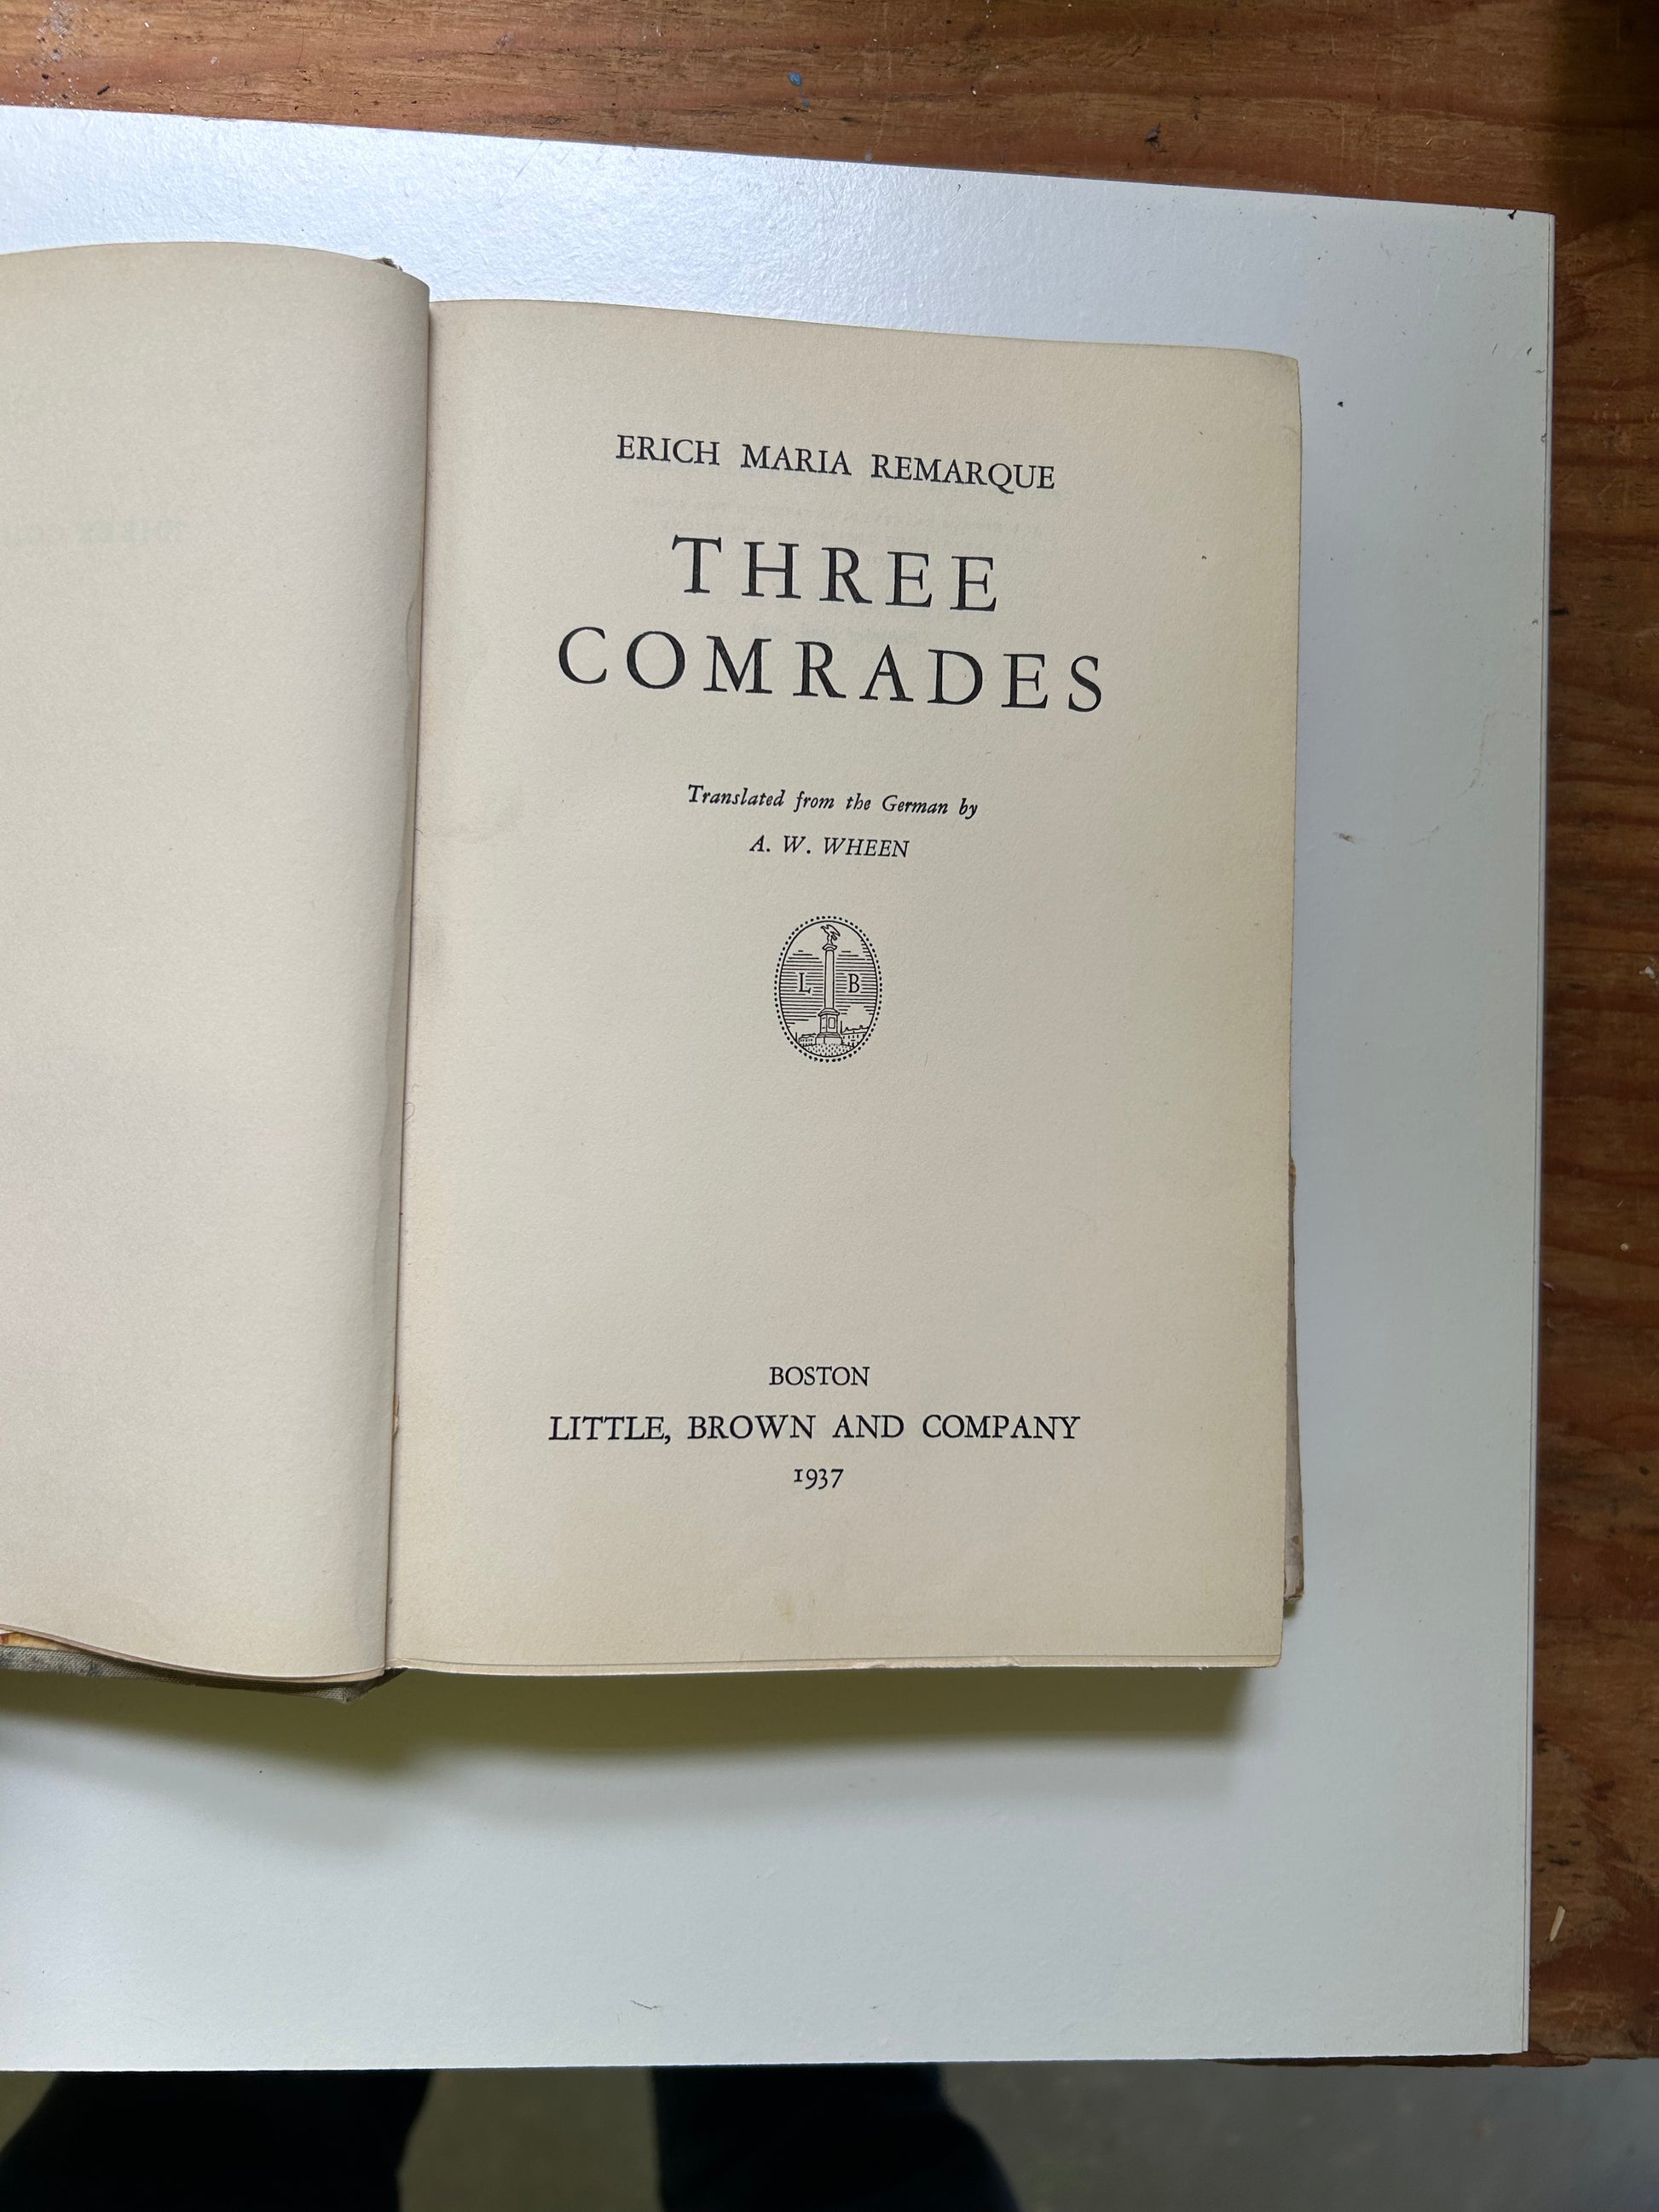 ERICH MARIA REMARQUE
THREE
COMRADES
Translated from the German by
A. W. WHEEN
L B
BOSTON
LITTLE, BROWN AND COMPANY
1937